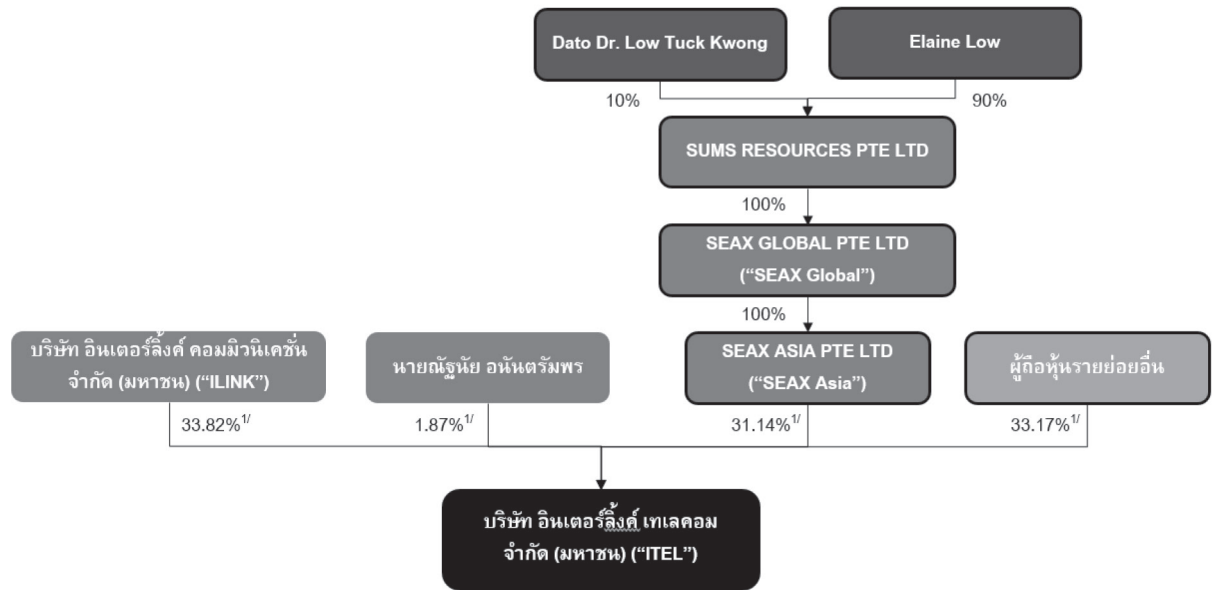 Dato Dr. Low Tuck Kwong
Elaine Low
10%
90%
SUMS RESOURCES PTE LTD
100%
SEAX GLOBAL PTE LTD
(“SEAX Global”)
100%
บริษัท อินเตอร์ลิ้งค์ คอมมิวนิเคชั่น
จำกัด (มหาชน) (“ILINK”)
นายณัฐนัย อนันตรัมพร
SEAX ASIA PTE LTD
(“SEAX Asia”)
ผู้ถือหุ้นรายย่อยอื่น
33.82%1/
1.87%1/
31.14%1/
33.17%1/
บริษัท อินเตอร์ลิ้งค์ เทเลคอม
จำกัด (มหาชน) (“ITEL”)